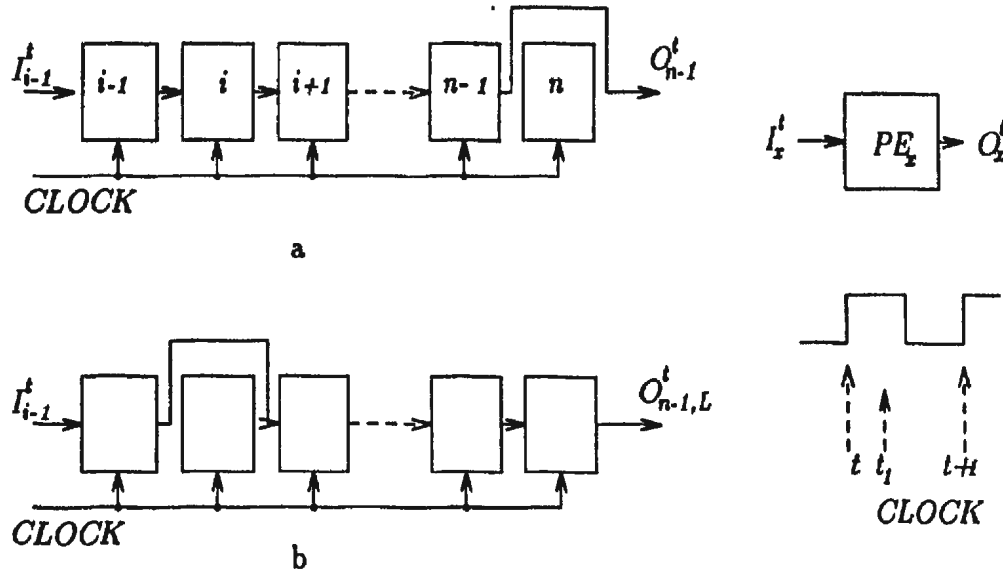 I^t_{i-1} i-1 i i+1 n-1 n O^t_{n-1}
CLOCK
a
I^t_x PE_x O^t_x
I^t_{i-1} O^t_{n-1,L}
CLOCK
b
t t_1 t+1
CLOCK